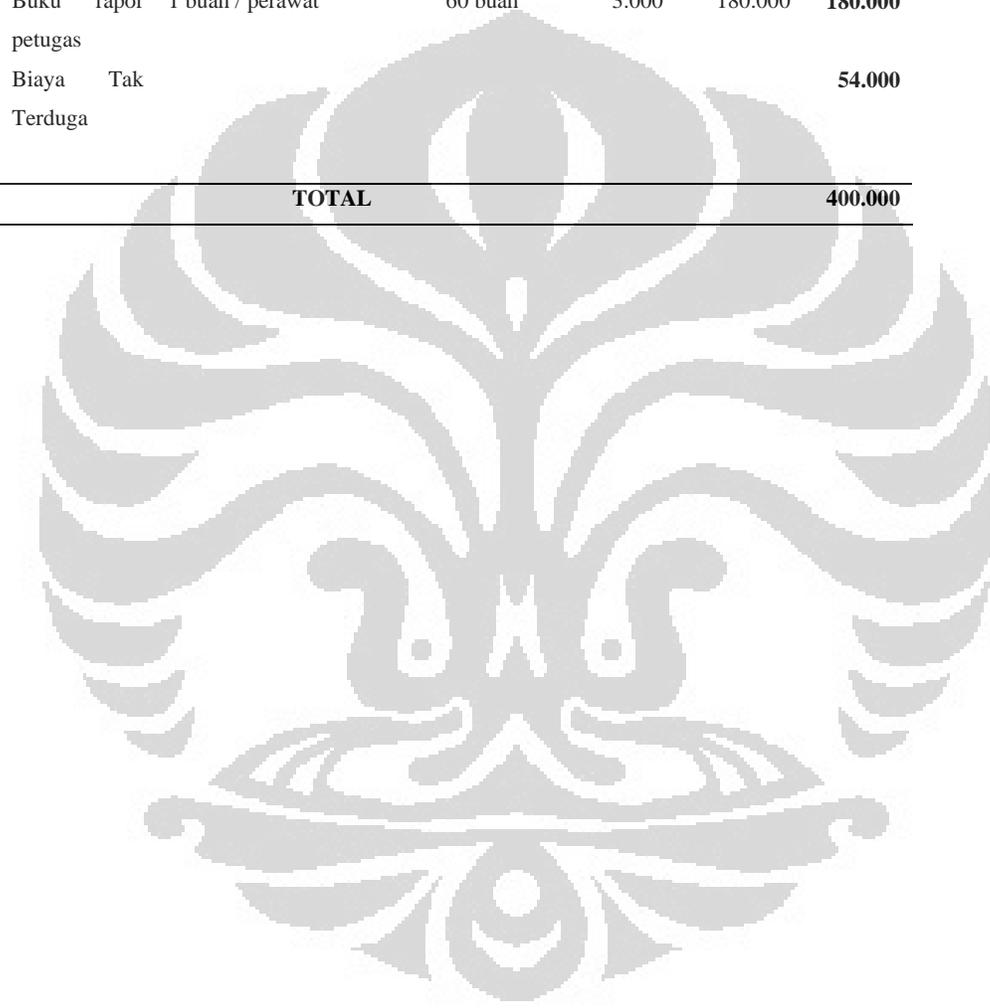 Buku rapor 1 buah / perawat 60 buah 3.000 180.000 180.000
petugas
Biaya Tak 54.000
Terduga
TOTAL 400.000